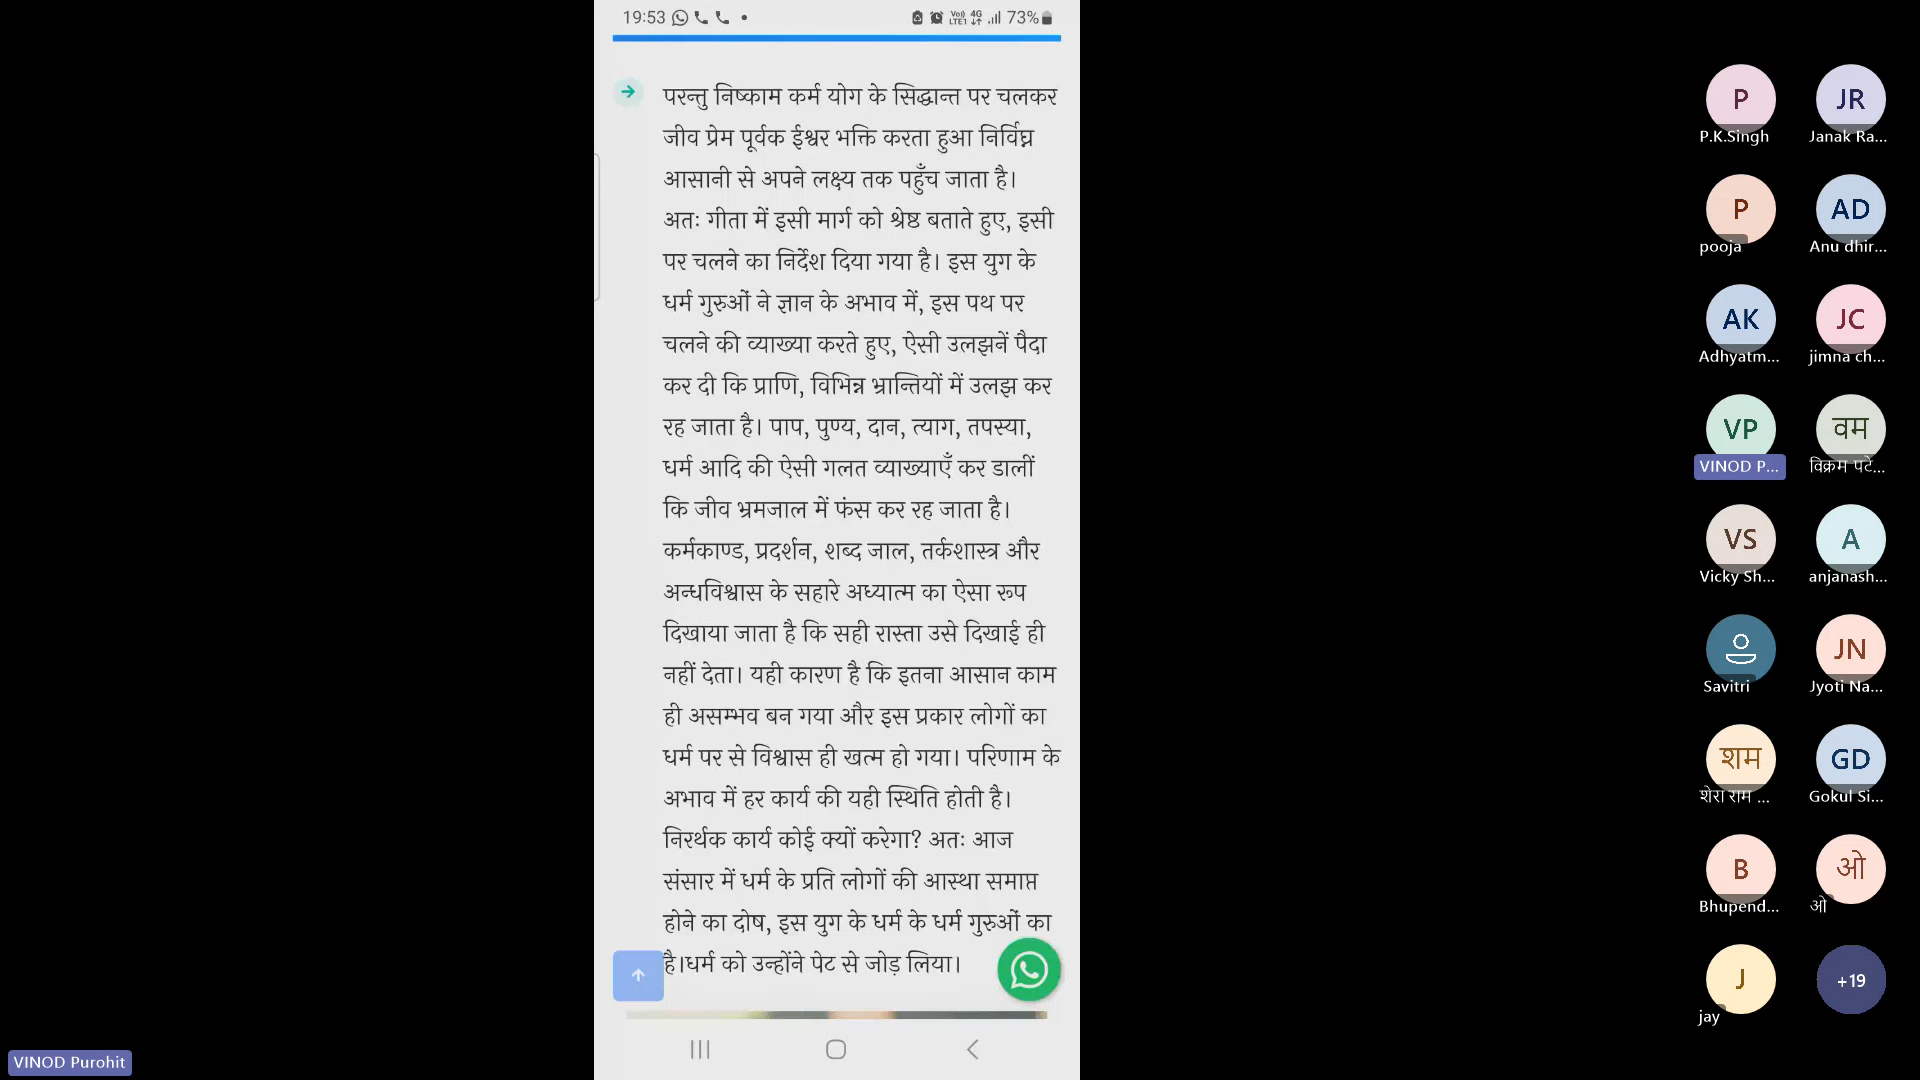 19:53
Vo)) 4G
LTE1
73%
परन्तु निष्काम कर्म योग के सिद्धान्त पर चलकर
जीव प्रेम पूर्वक ईश्वर भक्ति करता हुआ निर्विघ्न
आसानी से अपने लक्ष्य तक पहुँच जाता है।
अतः गीता में इसी मार्ग को श्रेष्ठ बताते हुए, इसी
पर चलने का निर्देश दिया गया है। इस युग के
धर्म गुरुओं ने ज्ञान के अभाव में, इस पथ पर
चलने की व्याख्या करते हुए, ऐसी उलझनें पैदा
कर दी कि प्राणि, विभिन्न भ्रान्तियों में उलझ कर
रह जाता है। पाप, पुण्य, दान, त्याग, तपस्या,
धर्म आदि की ऐसी गलत व्याख्याएँ कर डालीं
कि जीव भ्रमजाल में फंस कर रह जाता है।
कर्मकाण्ड, प्रदर्शन, शब्द जाल, तर्कशास्त्र और
अन्धविश्वास के सहारे अध्यात्म का ऐसा रूप
दिखाया जाता है कि सही रास्ता उसे दिखाई ही
नहीं देता। यही कारण है कि इतना आसान काम
ही असम्भव बन गया और इस प्रकार लोगों का
धर्म पर से विश्वास ही खत्म हो गया। परिणाम के
अभाव में हर कार्य की यही स्थिति होती है।
निरर्थक कार्य कोई क्यों करेगा? अतः आज
संसार में धर्म के प्रति लोगों की आस्था समाप्त
होने का दोष, इस युग के धर्म के धर्म गुरुओं का
है।धर्म को उन्होंने पेट से जोड़ लिया।
P JR
P.K.Singh Janak Ra...
P AD
pooja Anu dhir...
AK JC
Adhyatm... jimna ch...
VP वम
VINOD P... विक्रम पटे...
VS A
Vicky Sh... anjanash...
JN
Savitri Jyoti Na...
शम GD
शेरा राम ... Gokul Si...
B ओ
Bhupend... ओ
J +19
jay
VINOD Purohit